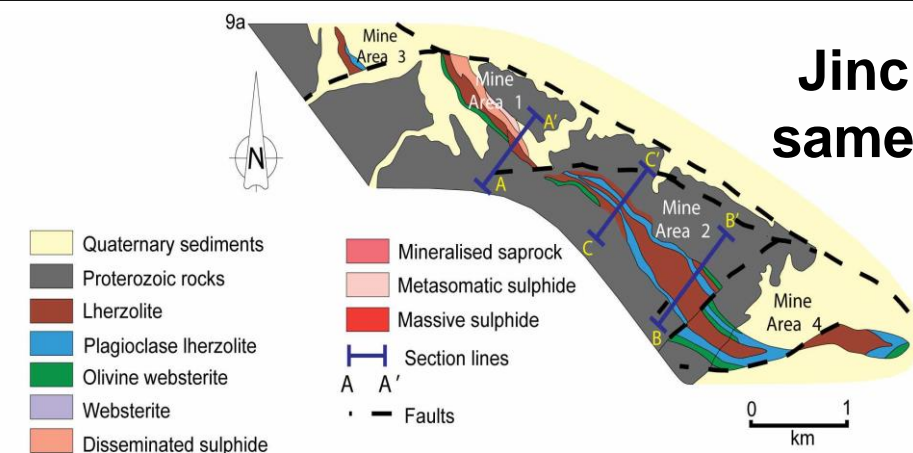 9a
Mine
Area 3
Jinc
same
Mine
Area 1
A'
N
A
C'
Mine
Area 2
B'
C
Mine
Area 4
B
Quaternary sediments
Proterozoic rocks
Lherzolite
Plagioclase lherzolite
Olivine websterite
Websterite
Disseminated sulphide
Mineralised saprock
Metasomatic sulphide
Massive sulphide
Section lines
A A'
Faults
0 1
km